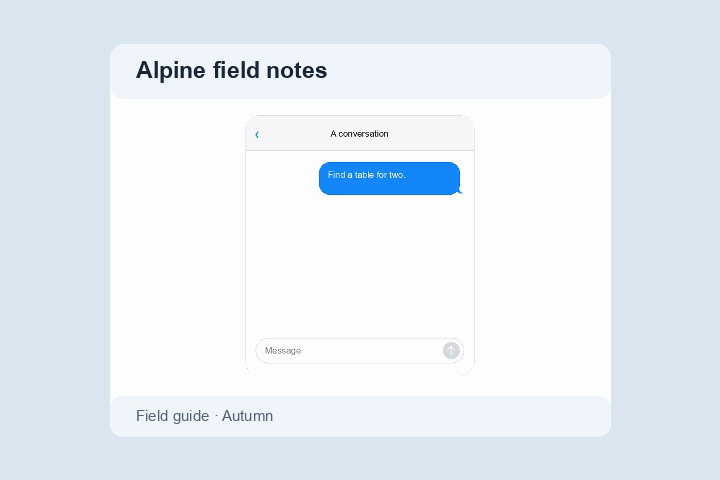 Alpine field notes
A conversation
Find a table for two.
Message
Field guide · Autumn